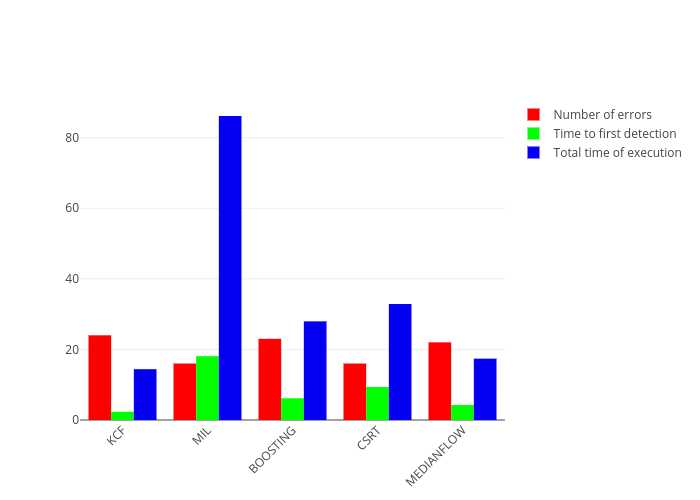 Number of errors
Time to first detection
Total time of execution
80
60
40
20
0
KCF
MIL
BOOSTING
CSRT
MEDIANFLOW